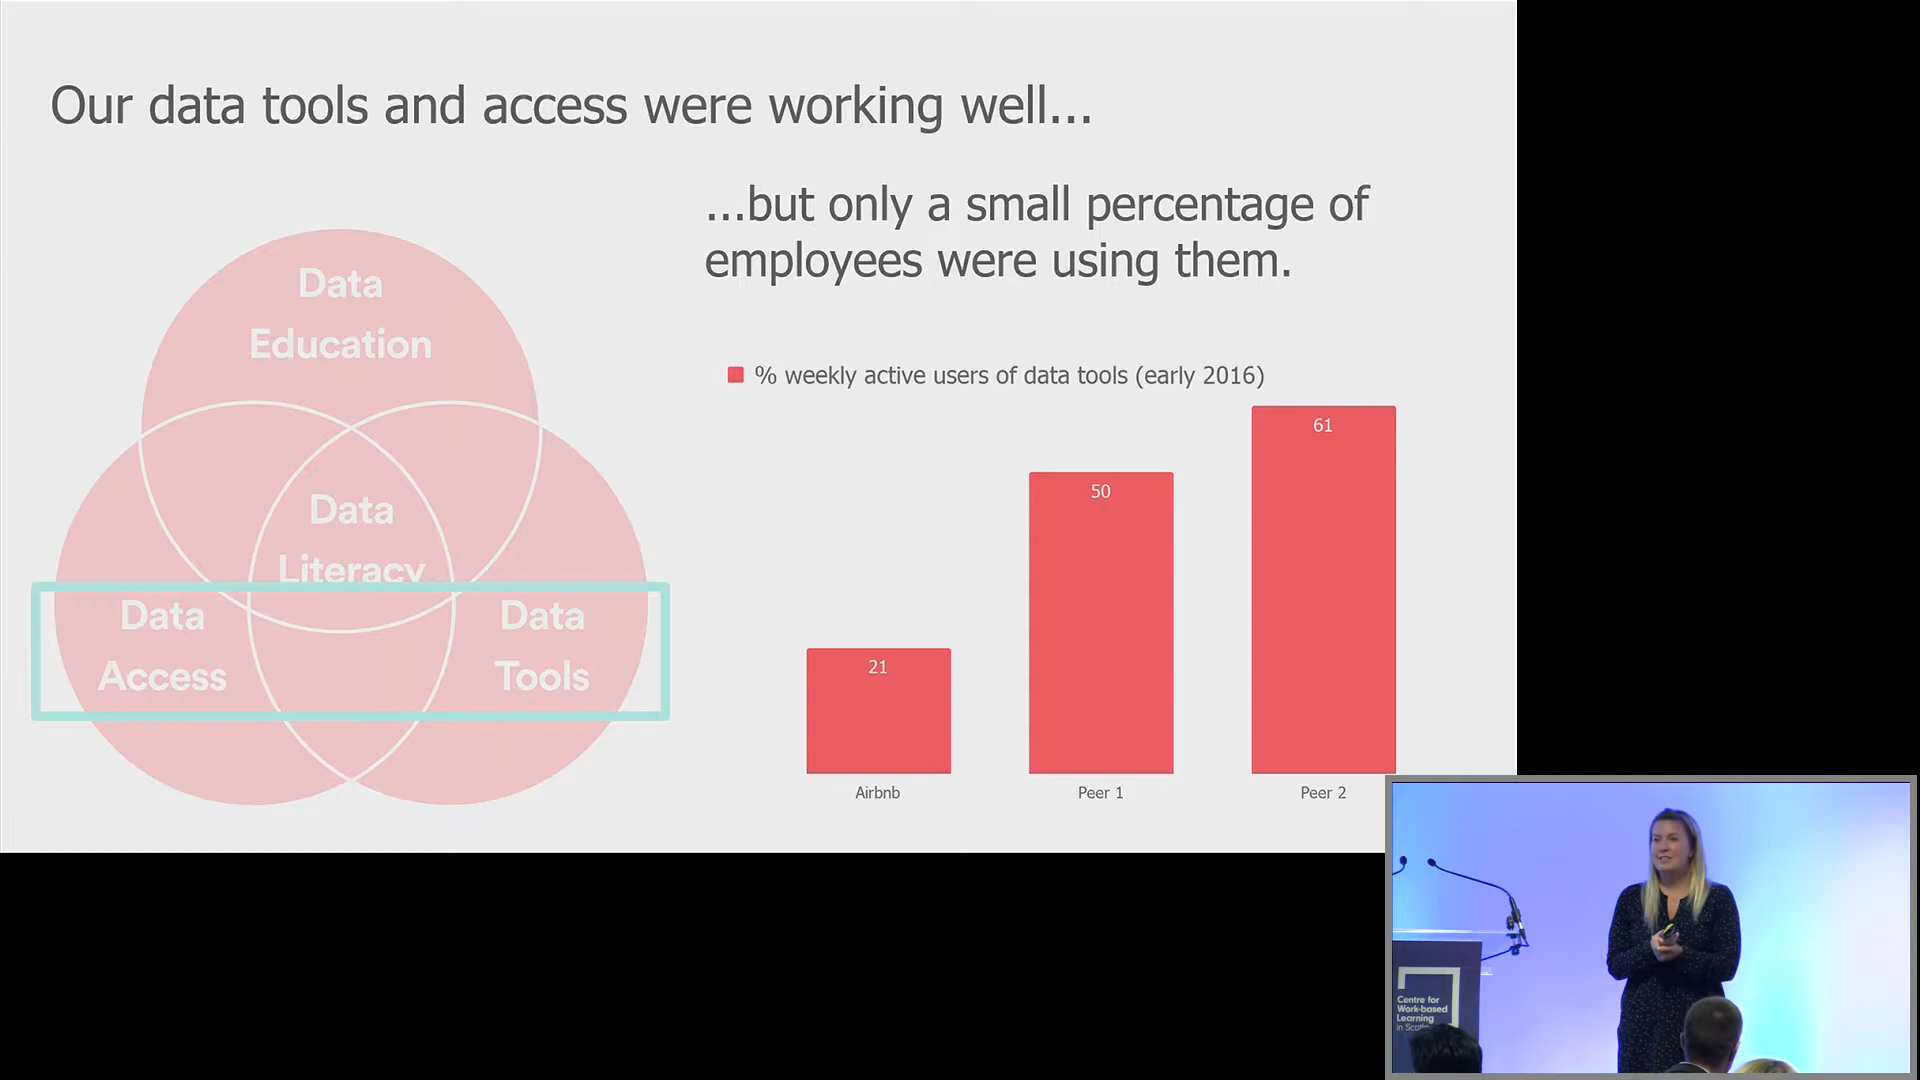 Our data tools and access were working well...
...but only a small percentage of
employees were using them.
Data
Education
Data
Literacy
Data
Access
Data
Tools
% weekly active users of data tools (early 2016)
21
50
61
Airbnb
Peer 1
Peer 2
Centre for
Work-based
Learning
in